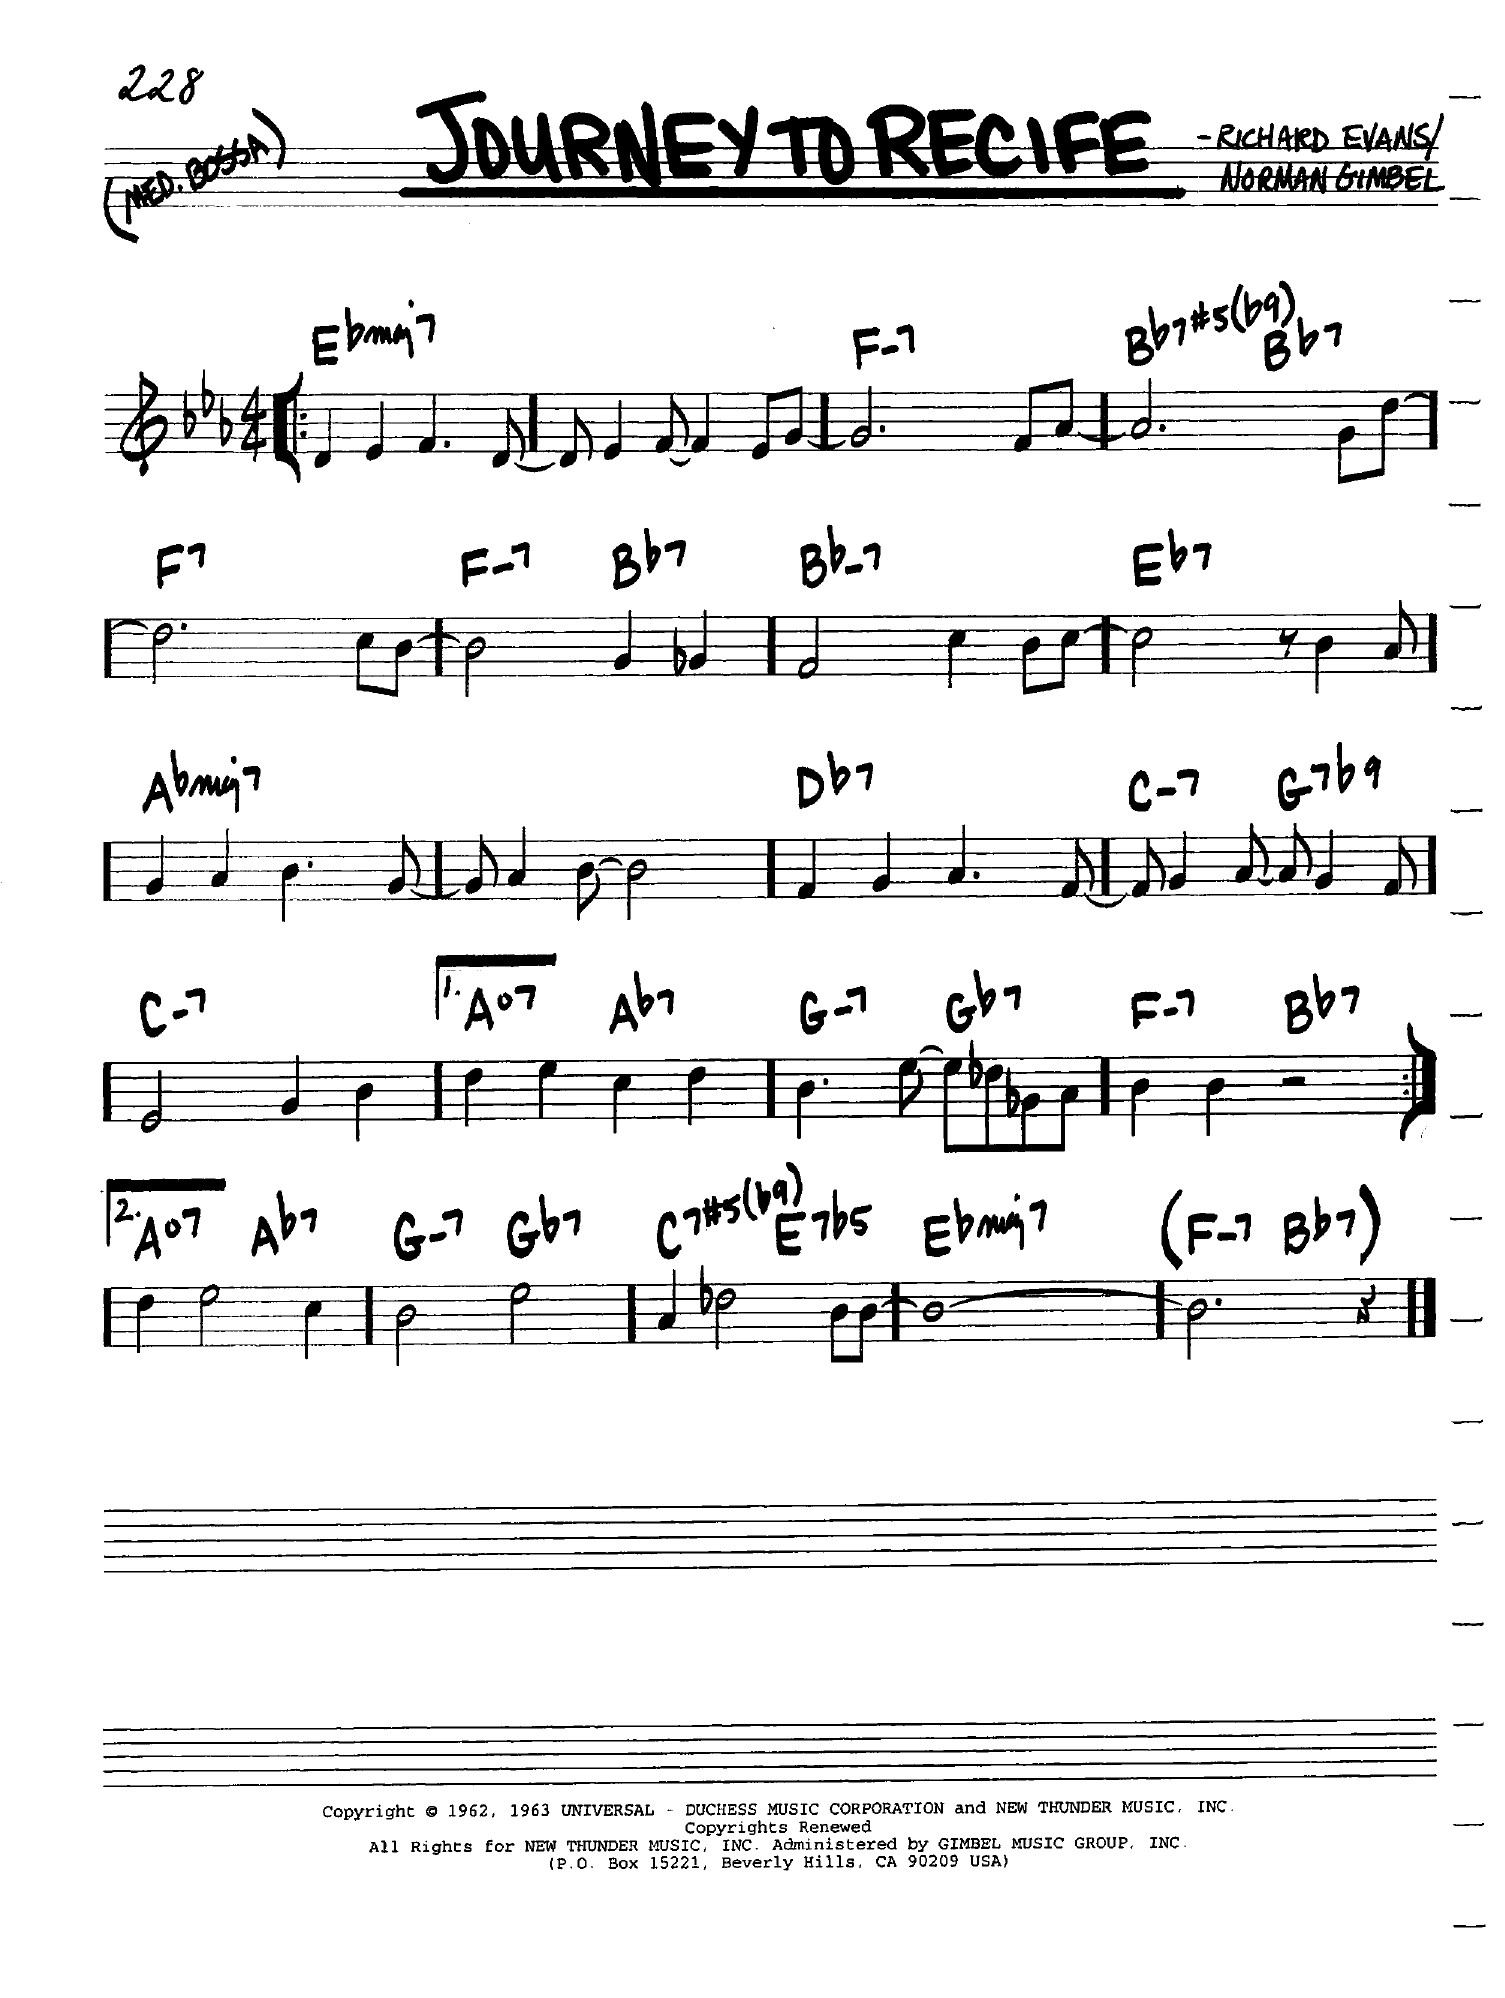 228
(MED. BOSSA)
JOURNEY TO RECIFE
- RICHARD EVANS/
NORMAN GIMBEL
4/4
Ebmaj7 F-7 Bb7#5(b9) Bb7
F7 F-7 Bb7 Bb-7 Eb7
Abmaj7 Db7 C-7 G7b9
C-7 1. Ao7 Ab7 G-7 Gb7 F-7 Bb7
2. Ao7 Ab7 G-7 Gb7 C7#5(b9) E7b5 Ebmaj7 (F-7 Bb7)
Copyright © 1962, 1963 UNIVERSAL - DUCHESS MUSIC CORPORATION and NEW THUNDER MUSIC, INC.
Copyrights Renewed
All Rights for NEW THUNDER MUSIC, INC. Administered by GIMBEL MUSIC GROUP, INC.
(P.O. Box 15221, Beverly Hills, CA 90209 USA)